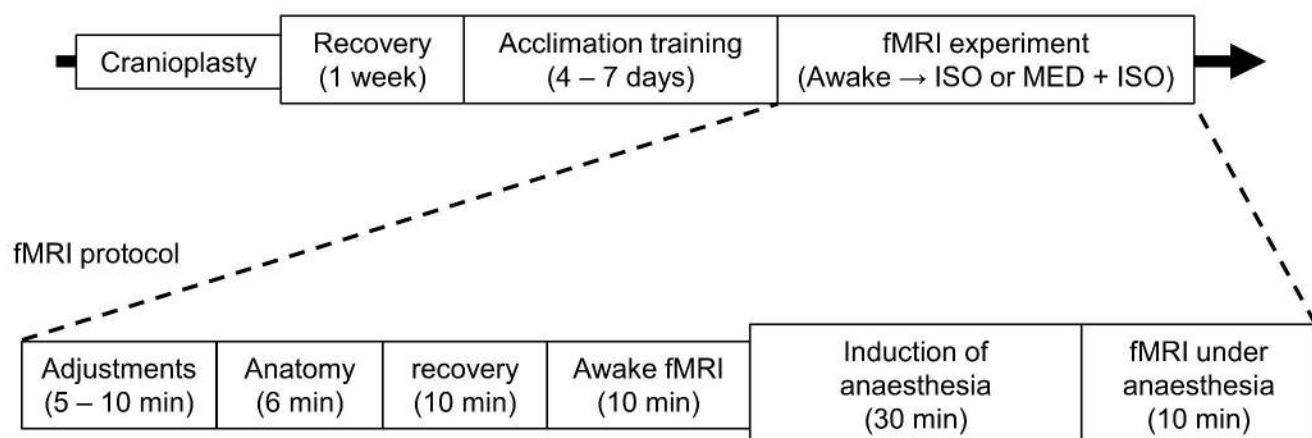 Cranioplasty
Recovery
(1 week)
Acclimation training
(4 – 7 days)
fMRI experiment
(Awake → ISO or MED + ISO)
fMRI protocol
Adjustments
(5 – 10 min)
Anatomy
(6 min)
recovery
(10 min)
Awake fMRI
(10 min)
Induction of
anaesthesia
(30 min)
fMRI under
anaesthesia
(10 min)